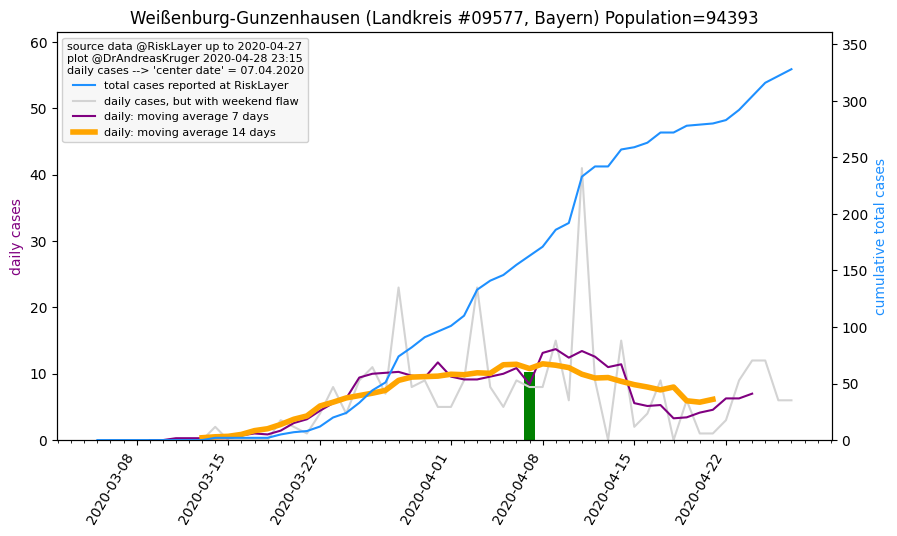 Weißenburg-Gunzenhausen (Landkreis #09577, Bayern) Population=94393
source data @RiskLayer up to 2020-04-27
plot @DrAndreasKruger 2020-04-28 23:15
daily cases --> 'center date' = 07.04.2020
total cases reported at RiskLayer
daily cases, but with weekend flaw
daily: moving average 7 days
daily: moving average 14 days
daily cases
60
50
40
30
20
10
0
cumulative total cases
350
300
250
200
150
100
50
0
2020-03-08
2020-03-15
2020-03-22
2020-04-01
2020-04-08
2020-04-15
2020-04-22